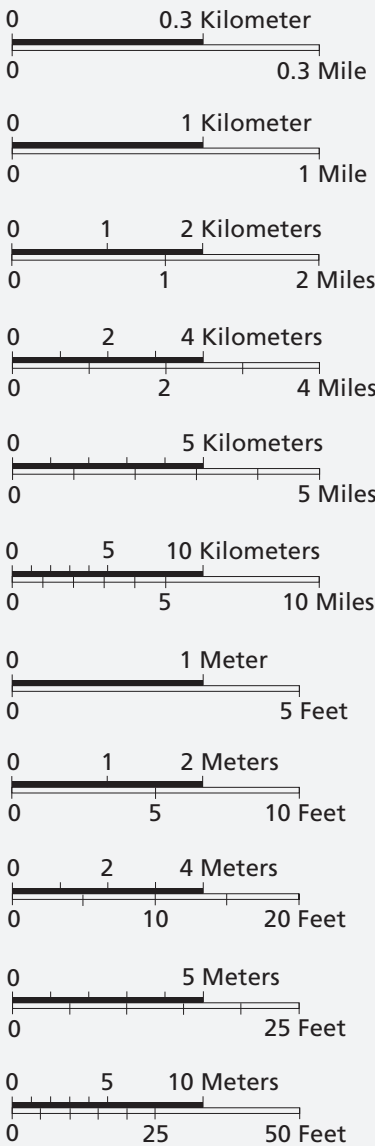 0 0.3 Kilometer
0 0.3 Mile
0 1 Kilometer
0 1 Mile
0 1 2 Kilometers
0 1 2 Miles
0 2 4 Kilometers
0 2 4 Miles
0 5 Kilometers
0 5 Miles
0 5 10 Kilometers
0 5 10 Miles
0 1 Meter
0 5 Feet
0 1 2 Meters
0 5 10 Feet
0 2 4 Meters
0 10 20 Feet
0 5 Meters
0 25 Feet
0 5 10 Meters
0 25 50 Feet